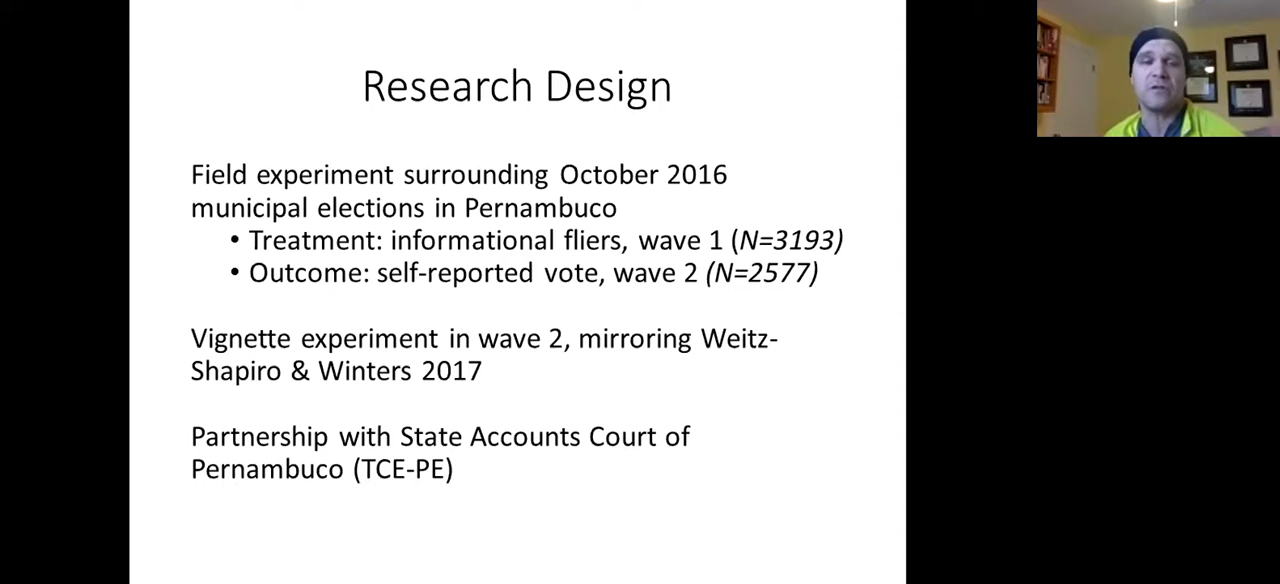 Research Design
Field experiment surrounding October 2016
municipal elections in Pernambuco
• Treatment: informational fliers, wave 1 (N=3193)
• Outcome: self-reported vote, wave 2 (N=2577)
Vignette experiment in wave 2, mirroring Weitz-
Shapiro & Winters 2017
Partnership with State Accounts Court of
Pernambuco (TCE-PE)